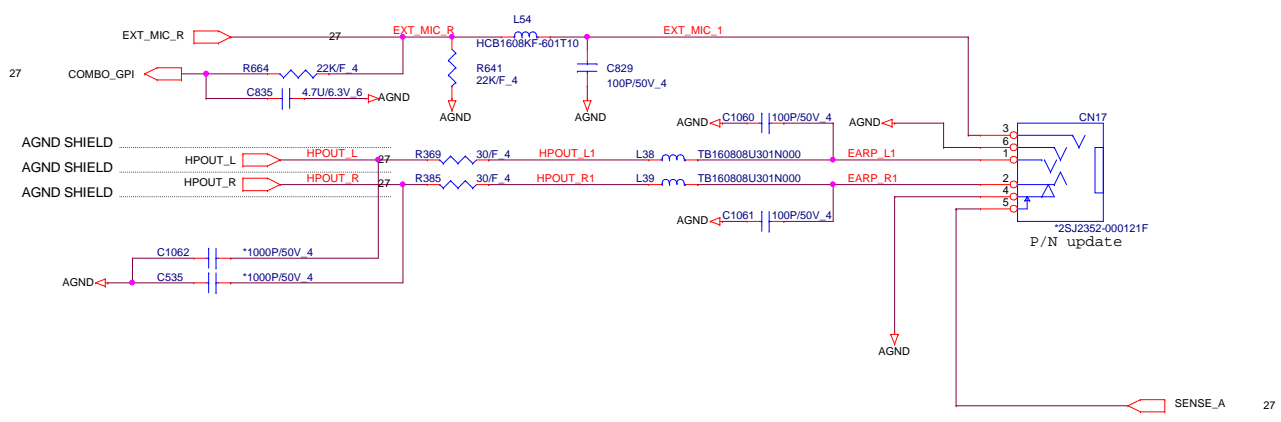 L54
EXT_MIC_R 27 EXT_MIC_R EXT_MIC_1
HCB1608KF-601T10
27 COMBO_GPI R664 22K/F_4 R641 C829
22K/F_4 100P/50V_4
C835 4.7U/6.3V_6 AGND
AGND AGND
AGND C1060 100P/50V_4 AGND CN17
3
6
AGND SHIELD
HPOUT_L HPOUT_L 27 R369 30/F_4 HPOUT_L1 L38 TB160808U301N000 EARP_L1 1
AGND SHIELD
HPOUT_R HPOUT_R 27 R385 30/F_4 HPOUT_R1 L39 TB160808U301N000 EARP_R1 2
AGND SHIELD
4
5
AGND C1061 100P/50V_4
*2SJ2352-000121F
P/N update
C1062 *1000P/50V_4
AGND C535 *1000P/50V_4
AGND
SENSE_A 27